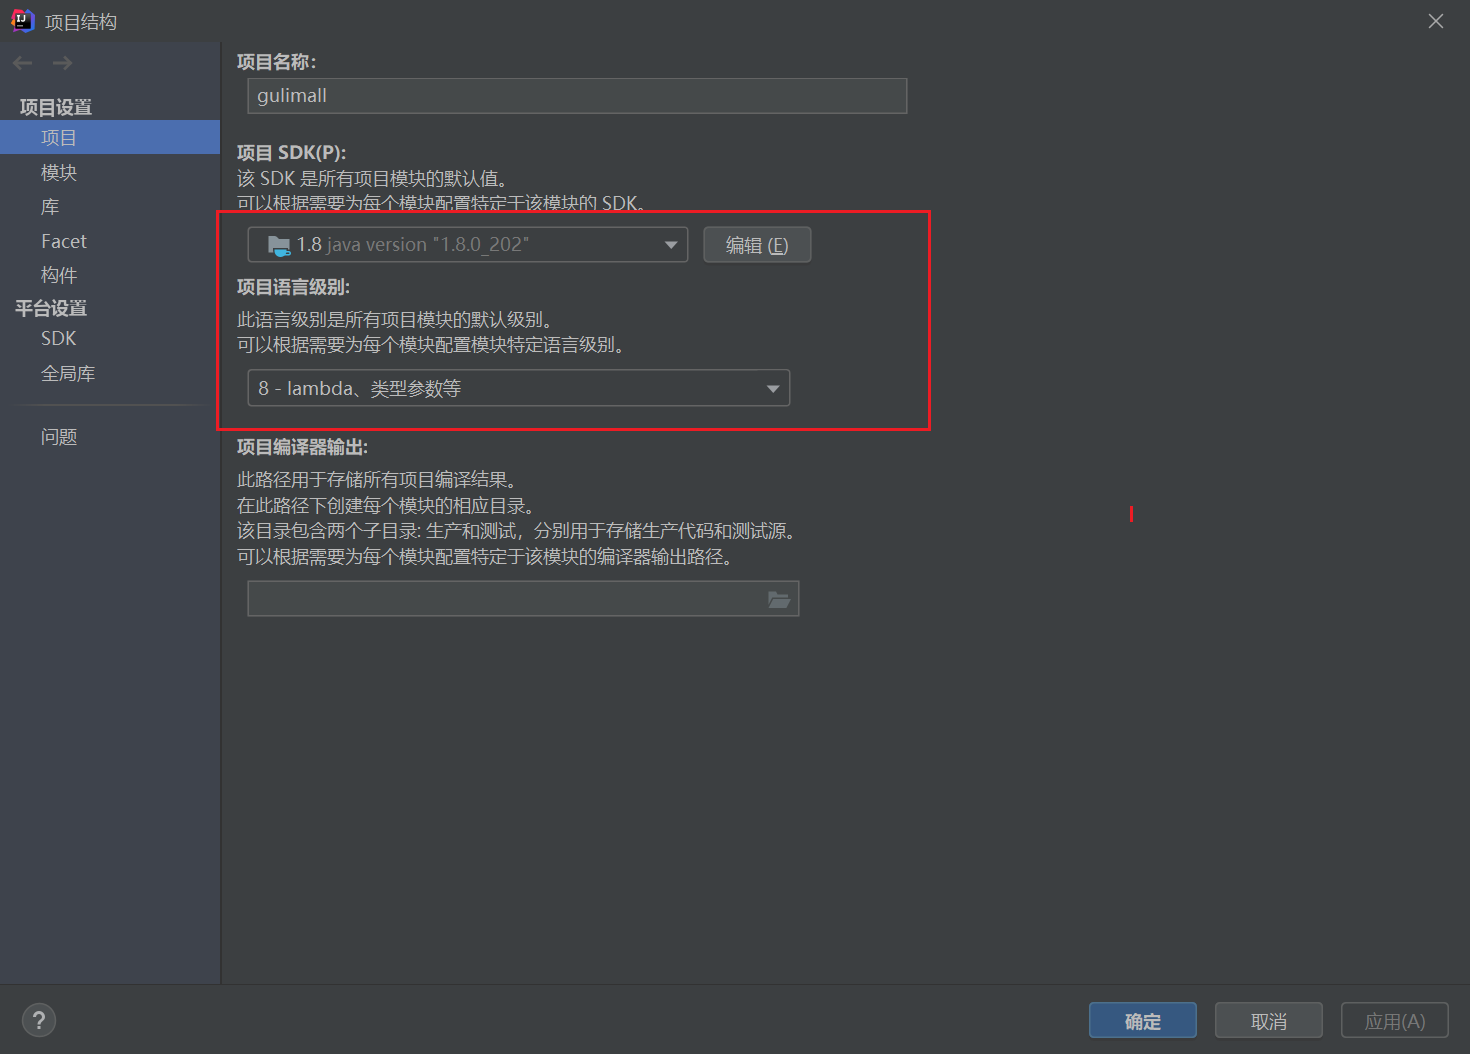 项目结构
项目设置
项目
模块
库
Facet
构件
平台设置
SDK
全局库
问题
项目名称:
gulimall
项目 SDK(P):
该 SDK 是所有项目模块的默认值。
可以根据需要为每个模块配置特定于该模块的 SDK。
1.8 java version "1.8.0_202"
编辑 (E)
项目语言级别:
此语言级别是所有项目模块的默认级别。
可以根据需要为每个模块配置模块特定语言级别。
8 - lambda、类型参数等
项目编译器输出:
此路径用于存储所有项目编译结果。
在此路径下创建每个模块的相应目录。
该目录包含两个子目录: 生产和测试，分别用于存储生产代码和测试源。
可以根据需要为每个模块配置特定于该模块的编译器输出路径。
?
确定
取消
应用(A)